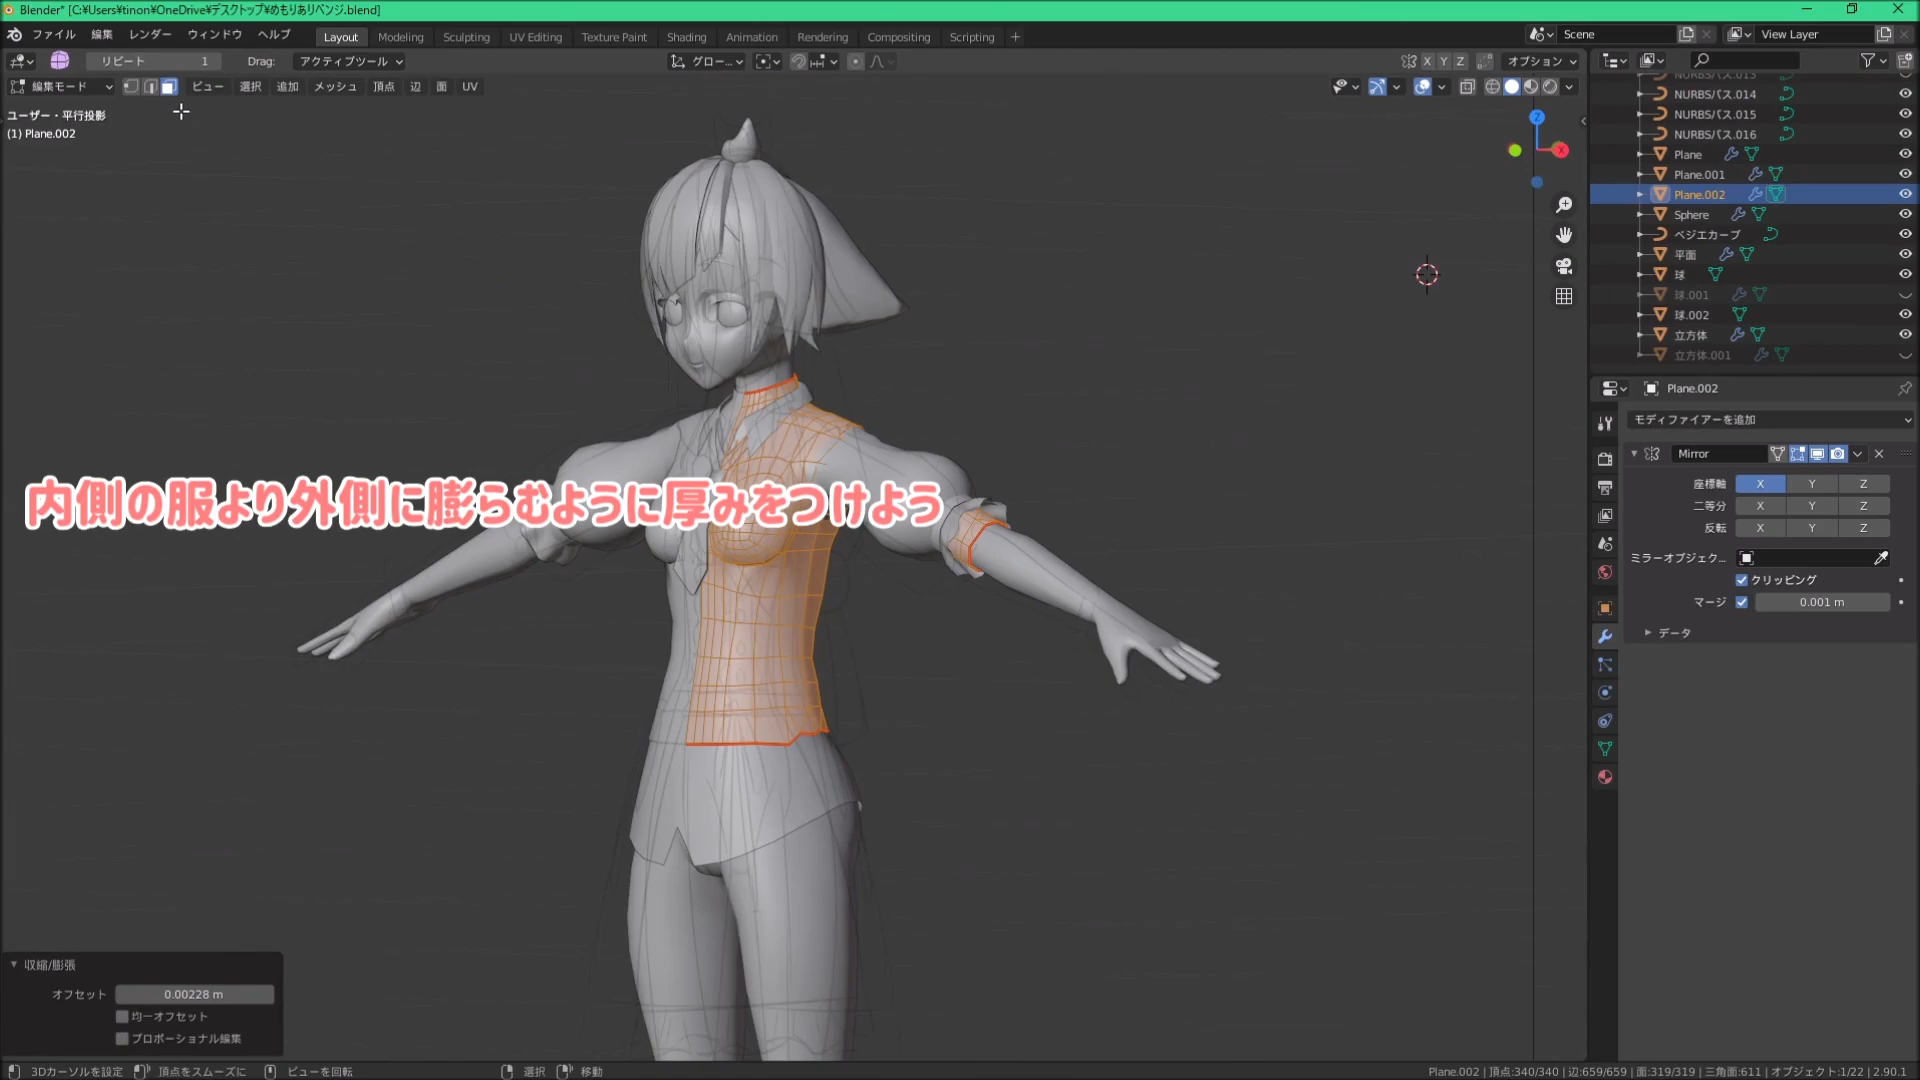 Blender* [C:¥Users¥tinon¥OneDrive¥デスクトップ¥めもりありベンジ.blend]
ファイル 編集 レンダー ウィンドウ ヘルプ
Layout Modeling Sculpting UV Editing Texture Paint Shading Animation Rendering Compositing Scripting +
Scene
View Layer
リピート 1
Drag: アクティブツール
グロー...
X Y Z
オプション
編集モード
ビュー 選択 追加 メッシュ 頂点 辺 面 UV
ユーザー・平行投影
(1) Plane.002
Z
X
NURBSパス.013
NURBSパス.014
NURBSパス.015
NURBSパス.016
Plane
Plane.001
Plane.002
Sphere
ベジエカーブ
平面
球
球.001
球.002
立方体
立方体.001
Plane.002
モディファイアーを追加
Mirror
座標軸 X Y Z
二等分 X Y Z
反転 X Y Z
ミラーオブジェク...
クリッピング
マージ 0.001 m
データ
内側の服より外側に膨らむように厚みをつけよう
収縮/膨張
オフセット 0.00228 m
均一オフセット
プロポーショナル編集
3Dカーソルを設定 頂点をスムーズに ビューを回転 選択 移動
Plane.002 | 頂点:340/340 | 辺:659/659 | 面:319/319 | 三角面:611 | オブジェクト:1/22 | 2.90.1